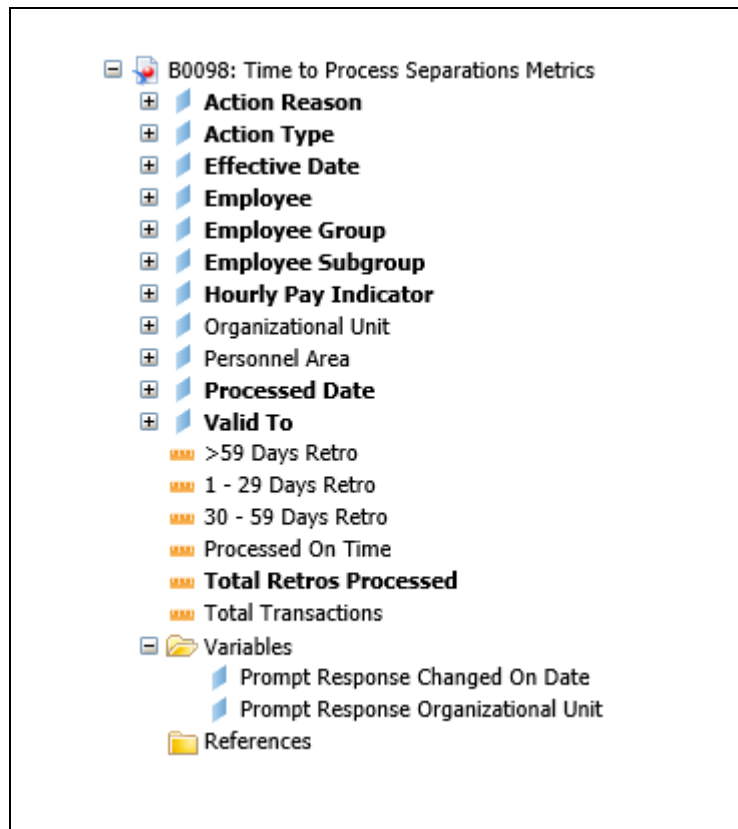 B0098: Time to Process Separations Metrics
Action Reason
Action Type
Effective Date
Employee
Employee Group
Employee Subgroup
Hourly Pay Indicator
Organizational Unit
Personnel Area
Processed Date
Valid To
>59 Days Retro
1 - 29 Days Retro
30 - 59 Days Retro
Processed On Time
Total Retros Processed
Total Transactions
Variables
Prompt Response Changed On Date
Prompt Response Organizational Unit
References